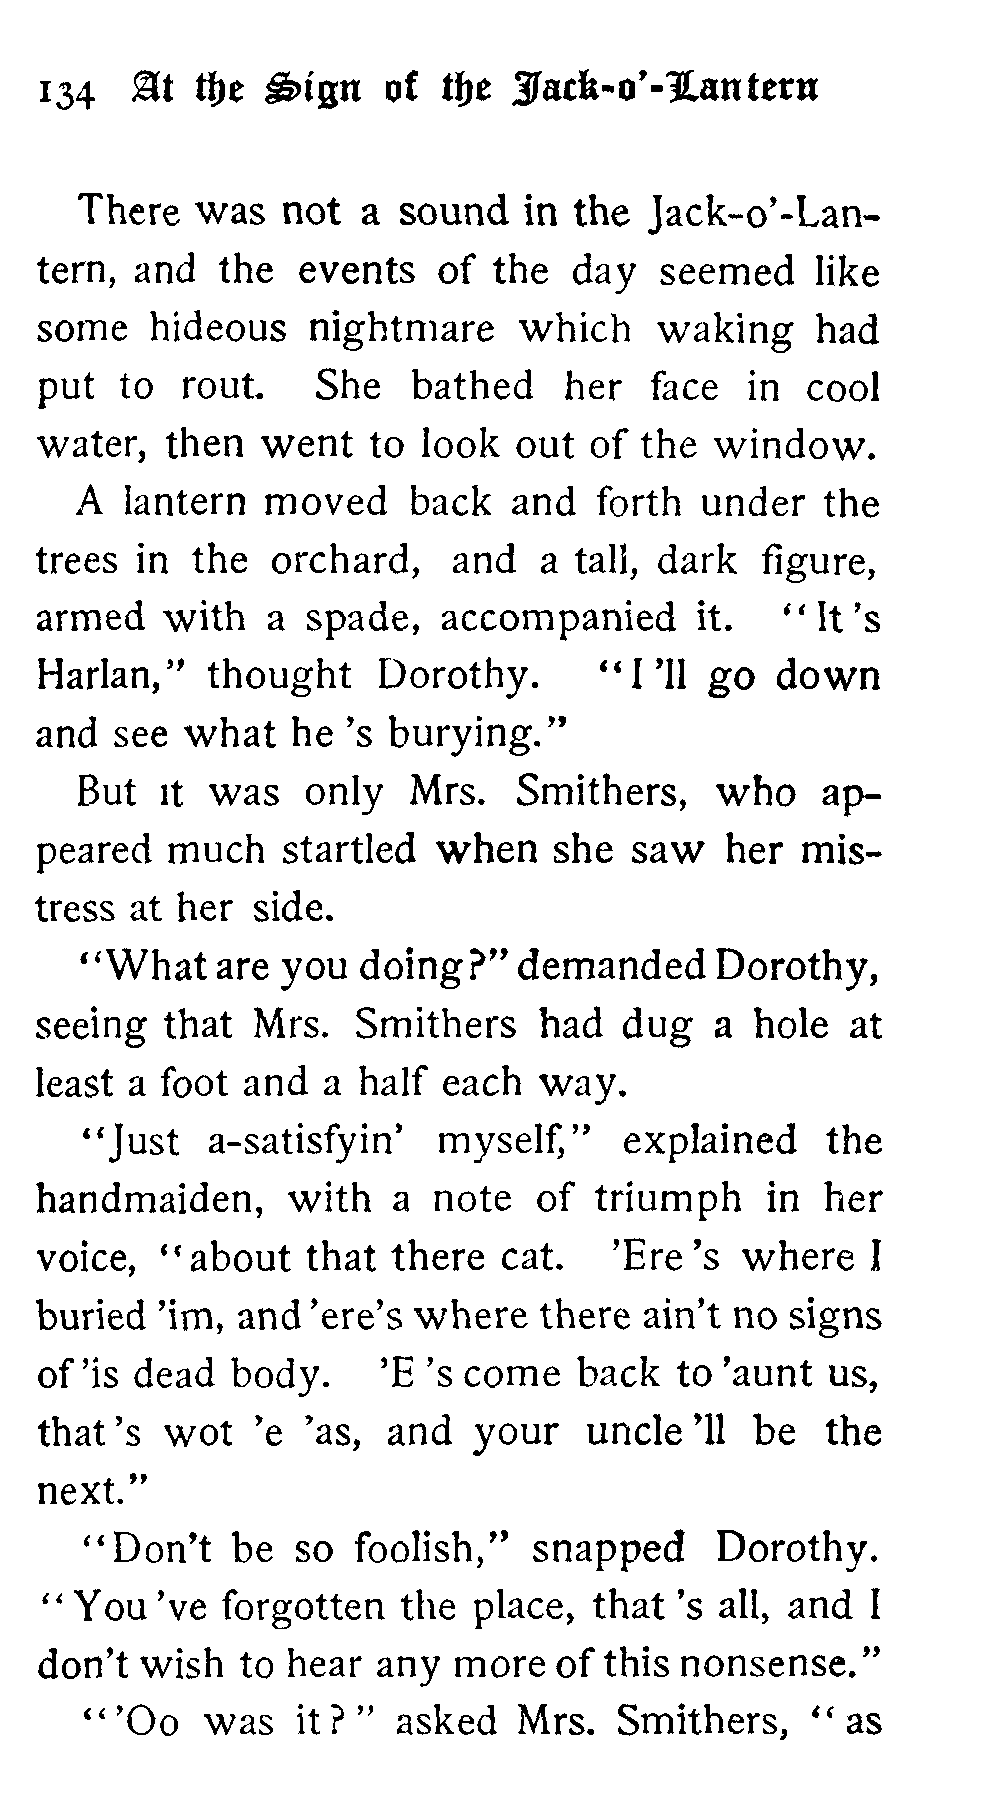 134 At the Sign of the Jack-o'-Lantern
There was not a sound in the Jack-o'-Lan-
tern, and the events of the day seemed like
some hideous nightmare which waking had
put to rout. She bathed her face in cool
water, then went to look out of the window.
A lantern moved back and forth under the
trees in the orchard, and a tall, dark figure,
armed with a spade, accompanied it. "It 's
Harlan," thought Dorothy. "I 'll go down
and see what he 's burying."
But it was only Mrs. Smithers, who ap-
peared much startled when she saw her mis-
tress at her side.
"What are you doing?" demanded Dorothy,
seeing that Mrs. Smithers had dug a hole at
least a foot and a half each way.
"Just a-satisfyin' myself," explained the
handmaiden, with a note of triumph in her
voice, "about that there cat. 'Ere 's where I
buried 'im, and 'ere's where there ain't no signs
of 'is dead body. 'E 's come back to 'aunt us,
that 's wot 'e 'as, and your uncle 'll be the
next."
"Don't be so foolish," snapped Dorothy.
"You 've forgotten the place, that 's all, and I
don't wish to hear any more of this nonsense."
"'Oo was it?" asked Mrs. Smithers, "as